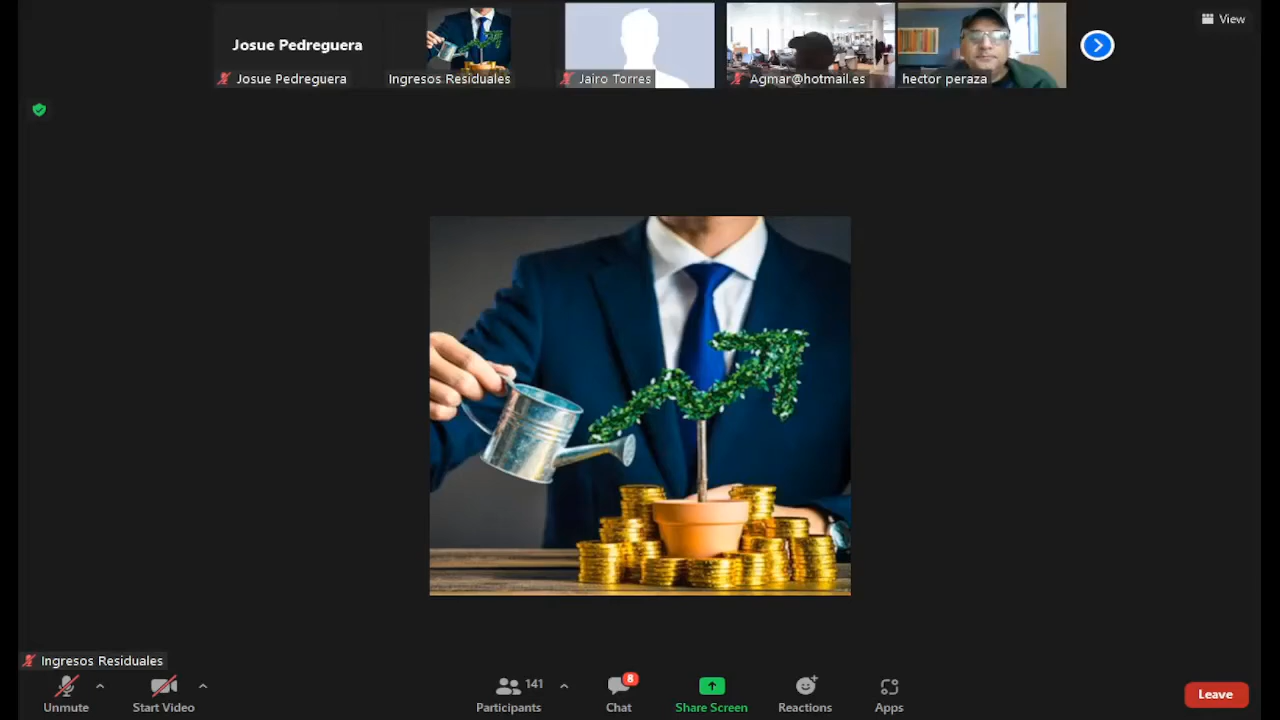 View
Josue Pedreguera
Josue Pedreguera
Ingresos Residuales
Jairo Torres
Agmar@hotmail.es
hector peraza
Ingresos Residuales
141
8
Unmute
Start Video
Participants
Chat
Share Screen
Reactions
Apps
Leave